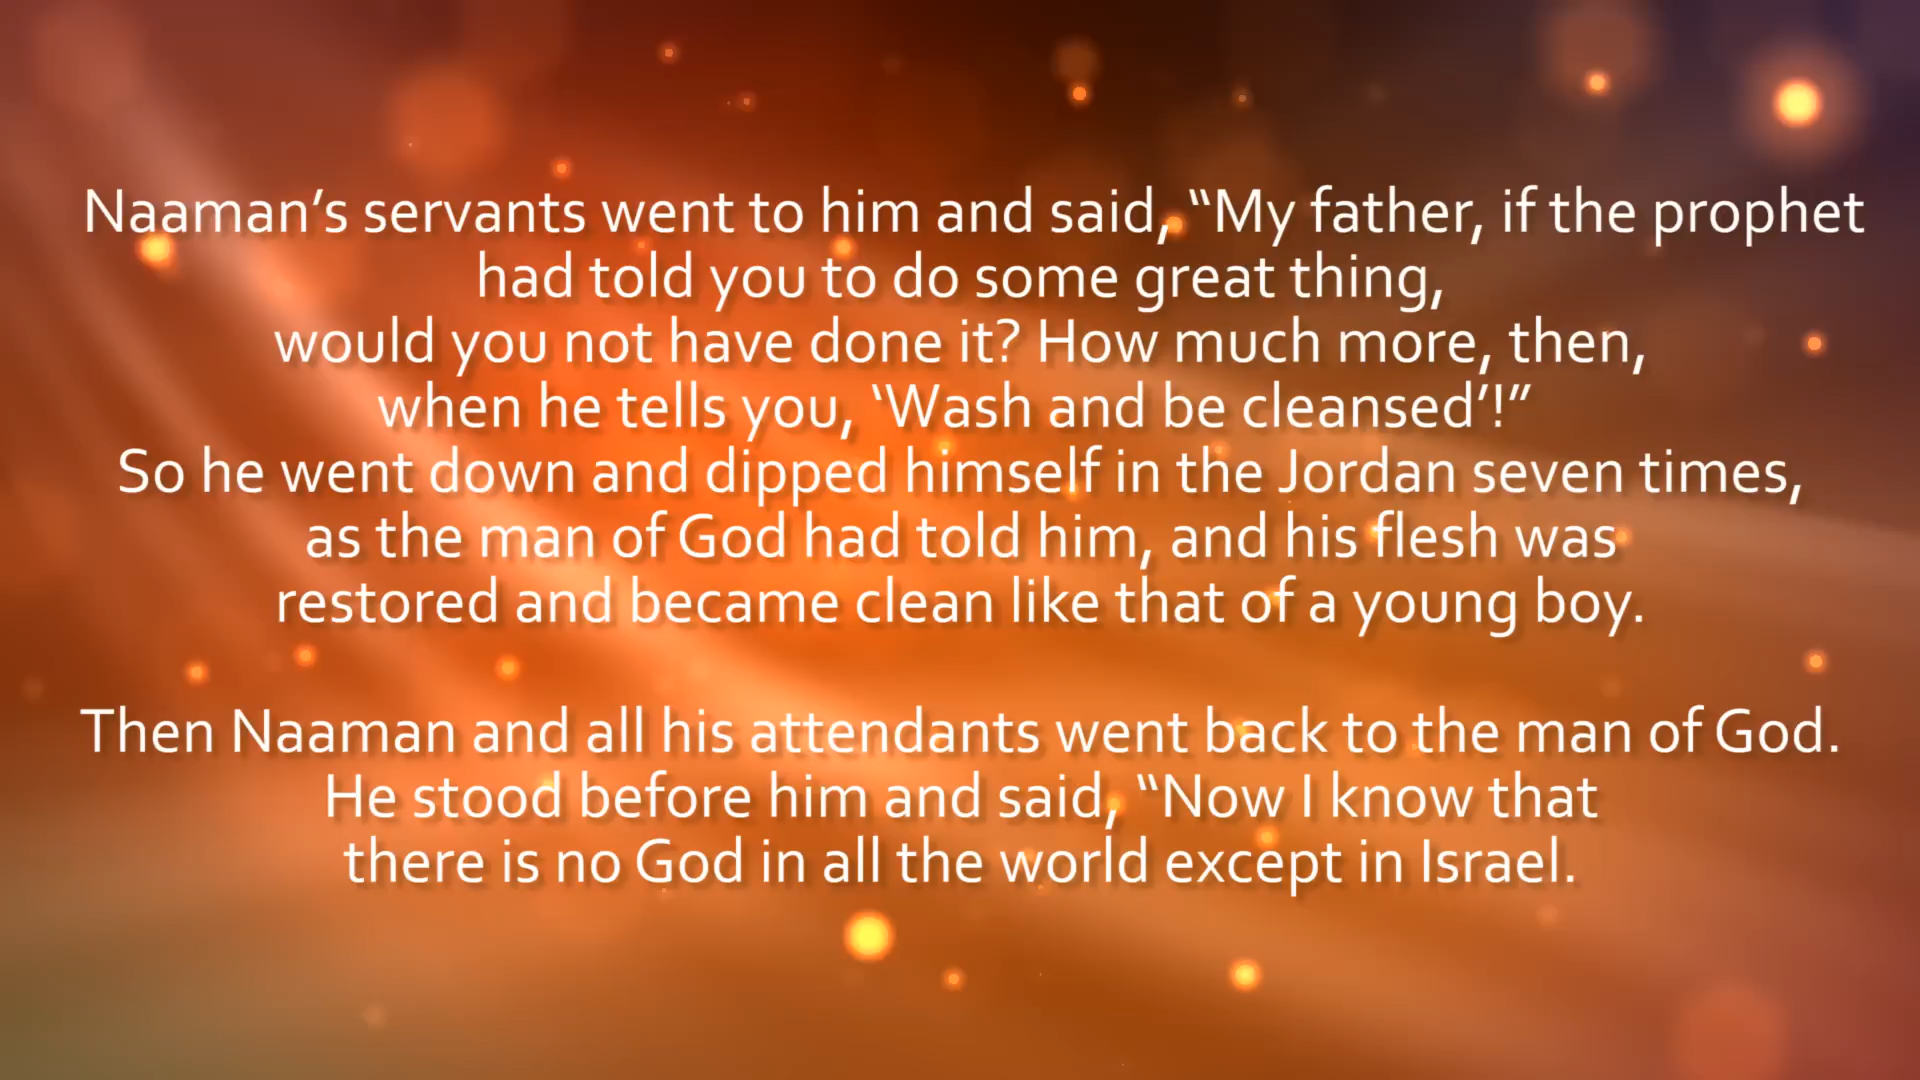 Naaman’s servants went to him and said, “My father, if the prophet
had told you to do some great thing,
would you not have done it? How much more, then,
when he tells you, ‘Wash and be cleansed’!”
So he went down and dipped himself in the Jordan seven times,
as the man of God had told him, and his flesh was
restored and became clean like that of a young boy.
Then Naaman and all his attendants went back to the man of God.
He stood before him and said, “Now I know that
there is no God in all the world except in Israel.